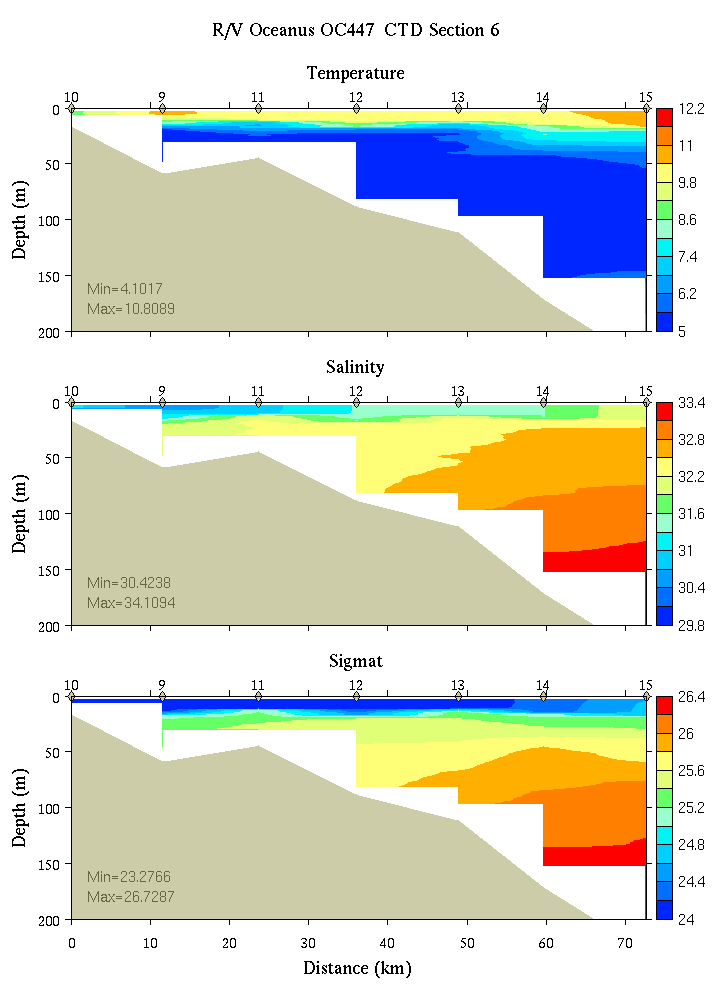 R/V Oceanus OC447 CTD Section 6
Temperature
10 9 11 12 13 14 15
0
50
100
150
200
Depth (m)
Min=4.1017
Max=10.8089
12.2
11
9.8
8.6
7.4
6.2
5
Salinity
10 9 11 12 13 14 15
0
50
100
150
200
Depth (m)
Min=30.4238
Max=34.1094
33.4
32.8
32.2
31.6
31
30.4
29.8
Sigmat
10 9 11 12 13 14 15
0
50
100
150
200
Depth (m)
Min=23.2766
Max=26.7287
26.4
26
25.6
25.2
24.8
24.4
24
0 10 20 30 40 50 60 70
Distance (km)